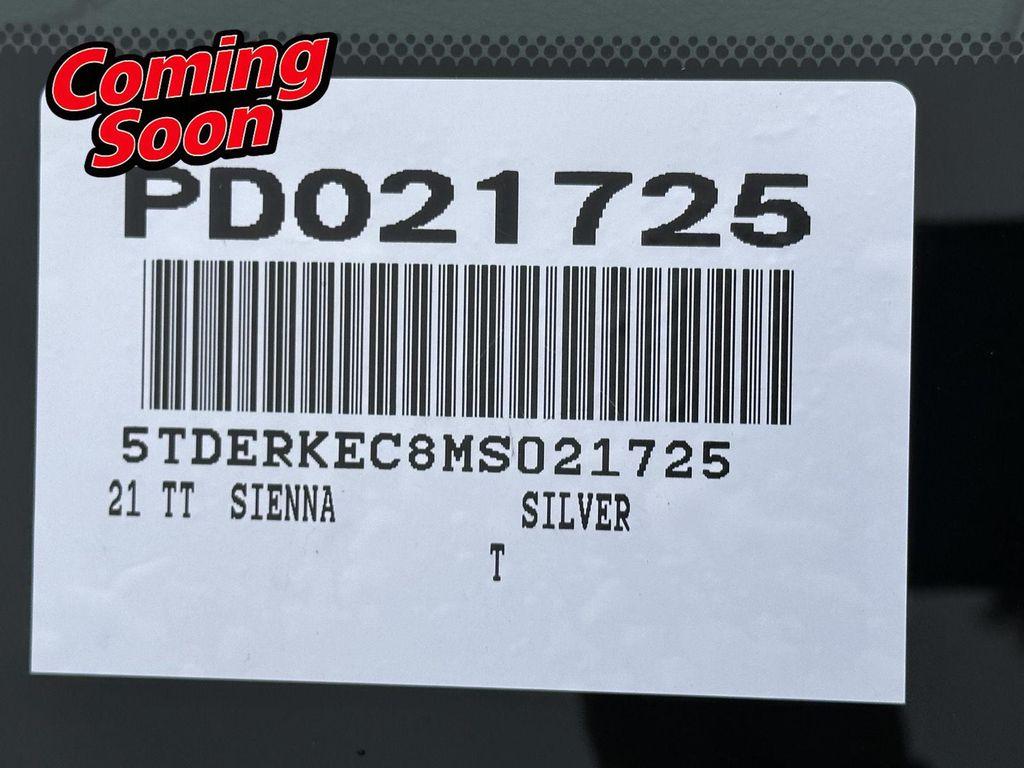 Coming
Soon
PD021725
5TDERKEC8MS021725
21 TT SIENNA SILVER
T